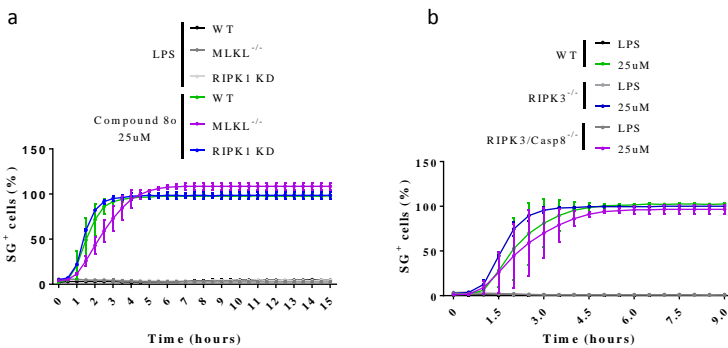 a
LPS
WT
MLKL-/-
RIPK1 KD
Compound 8o
25uM
WT
MLKL-/-
RIPK1 KD
SG+ cells (%)
150
100
50
0
0 1 2 3 4 5 6 7 8 9 10 11 12 13 14 15
Time (hours)
b
WT
LPS
25uM
RIPK3-/-
LPS
25uM
RIPK3/Casp8-/-
LPS
25uM
SG+ cells (%)
150
100
50
0
0 1.5 3.0 4.5 6.0 7.5 9.0
Time (hours)